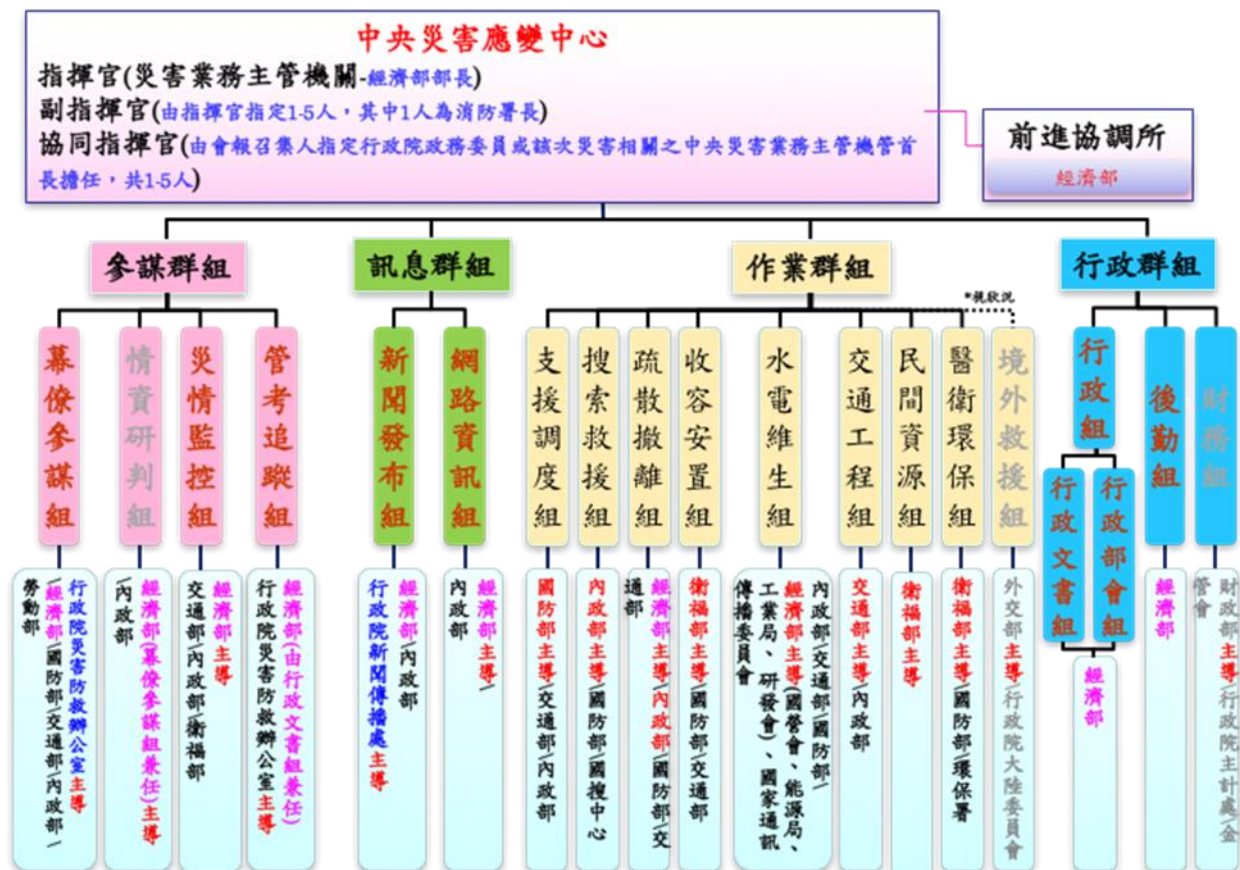 中央災害應變中心
指揮官(災害業務主管機關-經濟部部長)
副指揮官(由指揮官指定1-5人，其中1人為消防署長)
協同指揮官(由會報召集人指定行政院政務委員或該次災害相關之中央災害業務主管機管首
長擔任，共1-5人)
前進協調所
經濟部
參謀群組
訊息群組
作業群組
行政群組
*視狀況
幕僚參謀組
情資研判組
災情監控組
管考追蹤組
新聞發布組
網路資訊組
支援調度組
搜索救援組
疏散撤離組
收容安置組
水電維生組
交通工程組
民間資源組
醫衛環保組
境外救援組
行政組
後勤組
財務組
行政文書組
行政部會組
行政院災害防救辦公室主導
\經濟部\國防部\交通部\內政部\
勞動部
經濟部(幕僚參謀組兼任)主導
\內政部
經濟部主導
交通部\內政部\衛福部
經濟部(由行政文書組兼任)
行政院災害防救辦公室主導
經濟部\內政部
行政院新聞傳播處主導
經濟部主導\
內政部
國防部主導\交通部\內政部
內政部主導\國防部\國搜中心
經濟部主導\內政部\國防部\交
通部
衛福部主導\國防部\交通部
內政部\交通部\國防部\
經濟部主導(國營會、能源局、
工業局、研發會)、國家通訊
傳播委員會
交通部主導\內政部
衛福部主導
衛福部主導\國防部\環保署
外交部主導\行政院大陸委員會
經濟部
經濟部
財政部主導\行政院主計處\金
管會